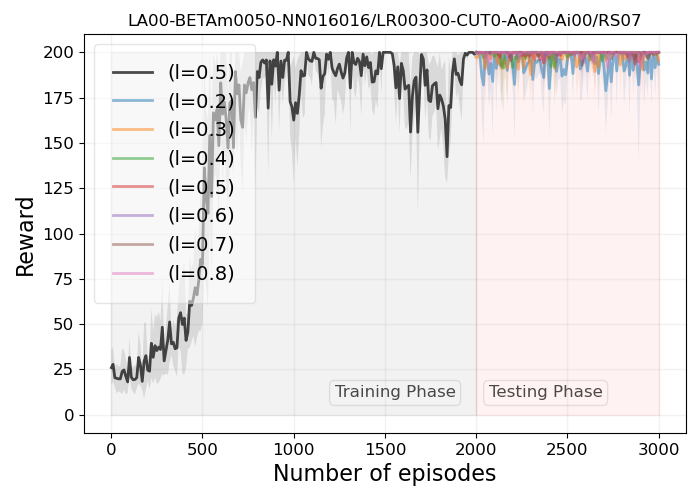 LA00-BETAm0050-NN016016/LR00300-CUT0-Ao00-Ai00/RS07
200
175
150
125
100
75
50
25
0
Reward
(l=0.5)
(l=0.2)
(l=0.3)
(l=0.4)
(l=0.5)
(l=0.6)
(l=0.7)
(l=0.8)
Training Phase
Testing Phase
0
500
1000
1500
2000
2500
3000
Number of episodes